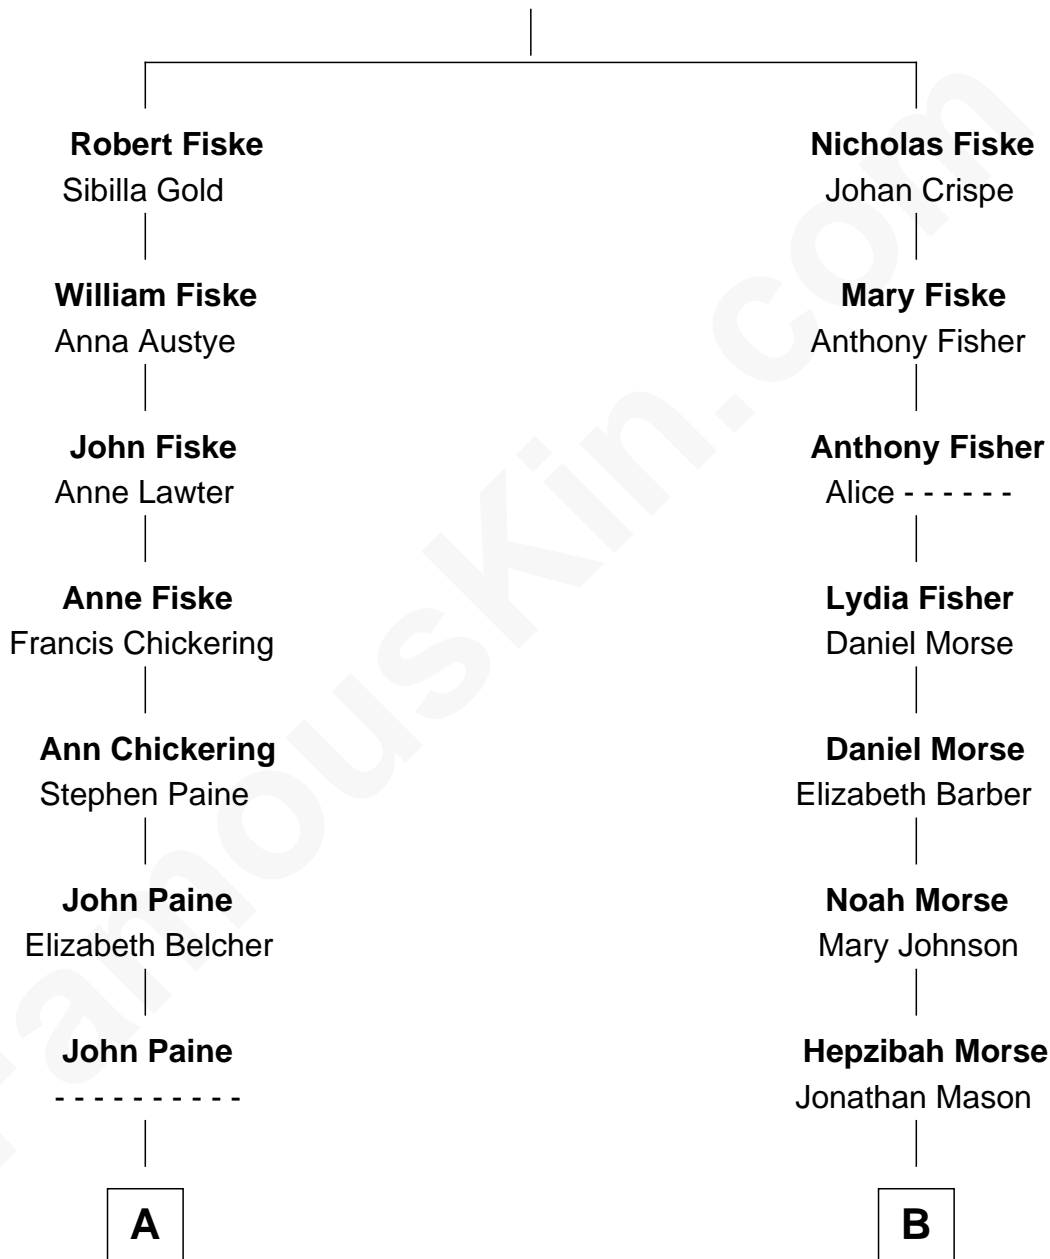 Robert Fiske
Sibilla Gold
William Fiske
Anna Austye
John Fiske
Anne Lawter
Anne Fiske
Francis Chickering
Ann Chickering
Stephen Paine
John Paine
Elizabeth Belcher
John Paine
- - - - - - - - - -
A
Nicholas Fiske
Johan Crispe
Mary Fiske
Anthony Fisher
Anthony Fisher
Alice - - - - - -
Lydia Fisher
Daniel Morse
Daniel Morse
Elizabeth Barber
Noah Morse
Mary Johnson
Hepzibah Morse
Jonathan Mason
B
FamousKin.com